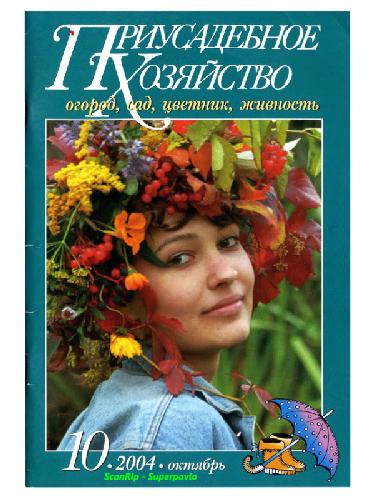 ПРИУСАДЕБНОЕ
ХОЗЯЙСТВО
огород, сад, цветник, живность
10 • 2004 • октябрь
ScanRip - Superpavlo